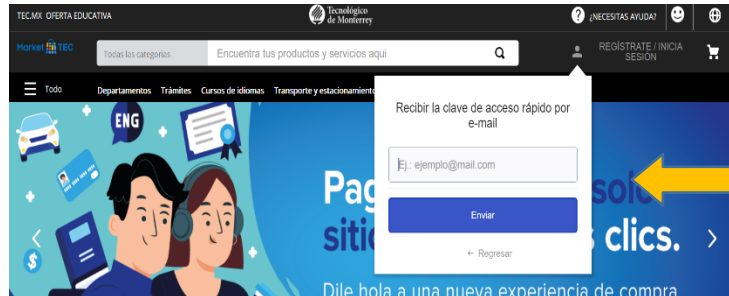 TEC.MX OFERTA EDUCATIVA
Tecnológico
de Monterrey
? ¿NECESITAS AYUDA?
Market TEC
Todas las categorías
Encuentra tus productos y servicios aquí
REGÍSTRATE / INICIA
SESIÓN
Todo
Departamentos Trámites Cursos de idiomas Transporte y estacionamiento
Recibir la clave de acceso rápido por
e-mail
Ej.: ejemplo@mail.com
Enviar
← Regresar
ENG
$
Pag solo
sitio clics.
Dile hola a una nueva experiencia de compra